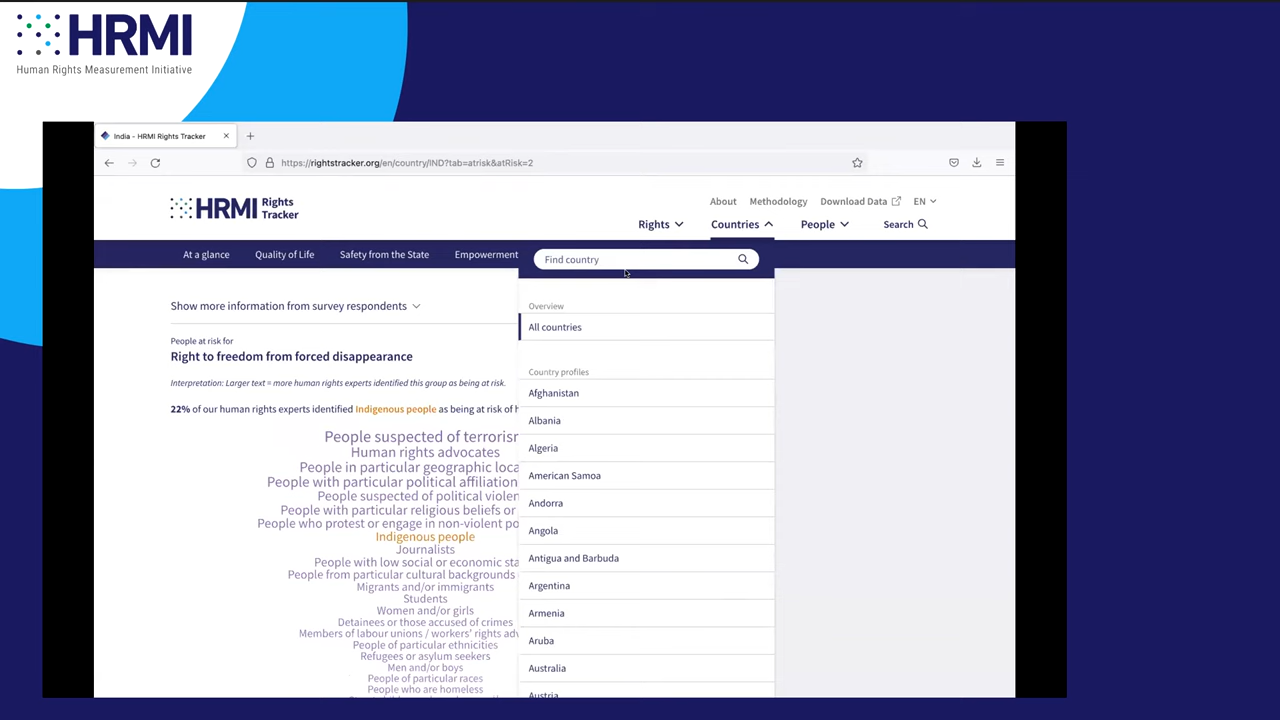 HRMI
Human Rights Measurement Initiative
India - HRMI Rights Tracker
https://rightstracker.org/en/country/IND?tab=atrisk&atRisk=2
HRMI Rights Tracker
About Methodology Download Data EN
Rights Countries People Search
At a glance Quality of Life Safety from the State Empowerment
Find country
Show more information from survey respondents
People at risk for
Right to freedom from forced disappearance
Interpretation: Larger text = more human rights experts identified this group as being at risk.
22% of our human rights experts identified Indigenous people as being at risk of h
People suspected of terrorism
Human rights advocates
People in particular geographic loca
People with particular political affiliation
People suspected of political violen
People with particular religious beliefs or
People who protest or engage in non-violent po
Indigenous people
Journalists
People with low social or economic sta
People from particular cultural backgrounds
Migrants and/or immigrants
Students
Women and/or girls
Detainees or those accused of crimes
Members of labour unions / workers' rights adv
People of particular ethnicities
Refugees or asylum seekers
Men and/or boys
People of particular races
People who are homeless
Overview
All countries
Country profiles
Afghanistan
Albania
Algeria
American Samoa
Andorra
Angola
Antigua and Barbuda
Argentina
Armenia
Aruba
Australia
Austria